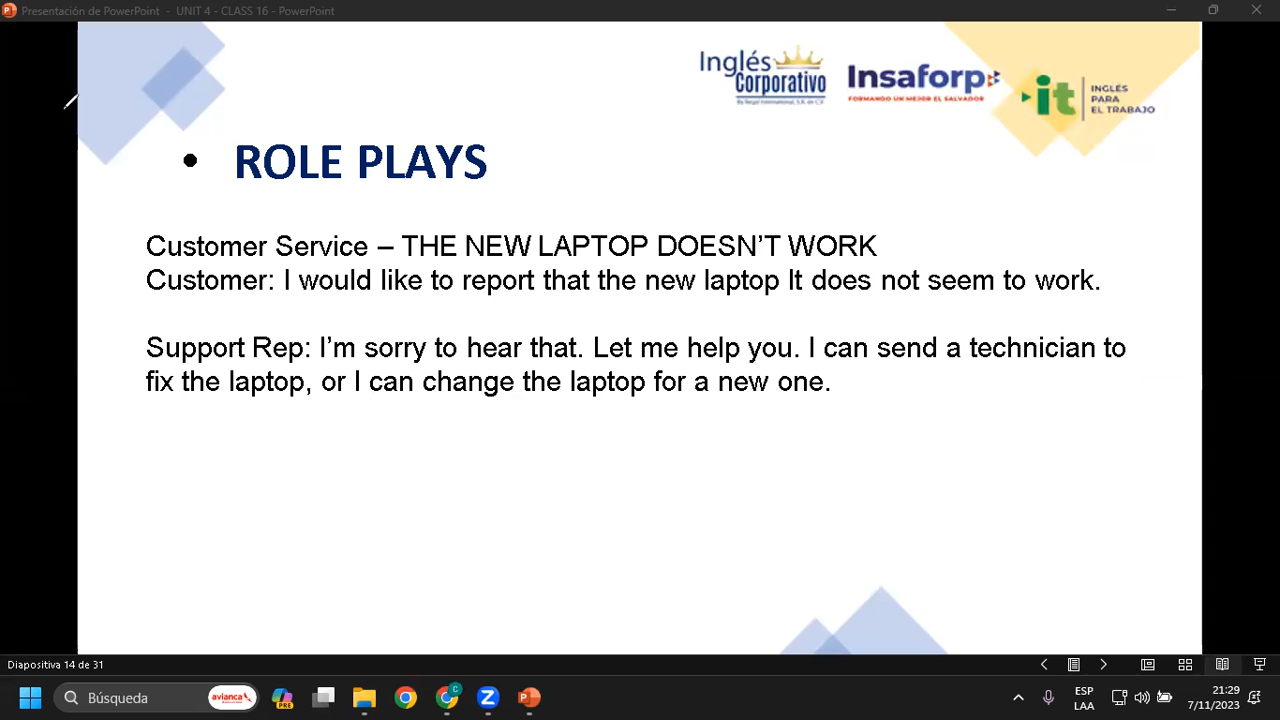 Presentación de PowerPoint - UNIT 4 - CLASS 16 - PowerPoint
Inglés
Corporativo
Insaforp
FORMANDO UN MEJOR EL SALVADOR
it
INGLÉS
PARA
EL TRABAJO
• ROLE PLAYS
Customer Service – THE NEW LAPTOP DOESN'T WORK
Customer: I would like to report that the new laptop It does not seem to work.
Support Rep: I'm sorry to hear that. Let me help you. I can send a technician to
fix the laptop, or I can change the laptop for a new one.
Diapositiva 14 de 31
Búsqueda
avianca
PRE
C
ESP
LAA
21:29
7/11/2023